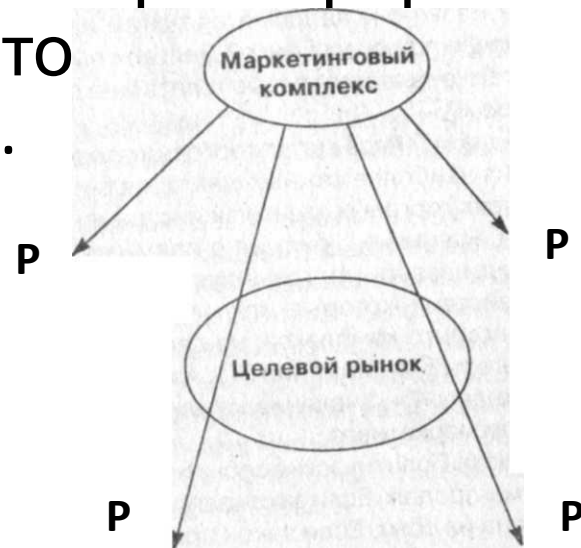 то
Маркетинговый
комплекс
.
Р
Р
Целевой рынок
Р
Р